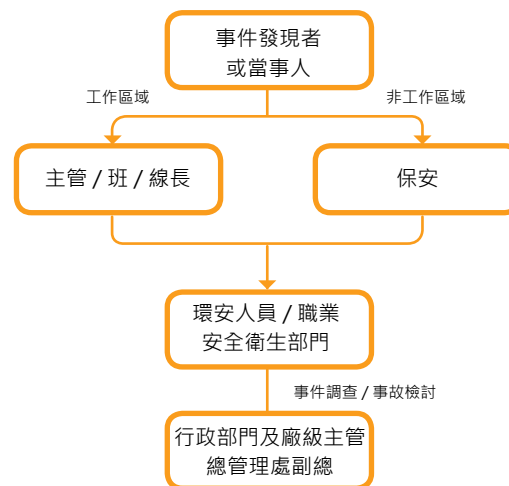 事件發現者
或當事人
工作區域
非工作區域
主管 / 班 / 線長
保安
環安人員 / 職業
安全衛生部門
事件調查 / 事故檢討
行政部門及廠級主管
總管理處副總